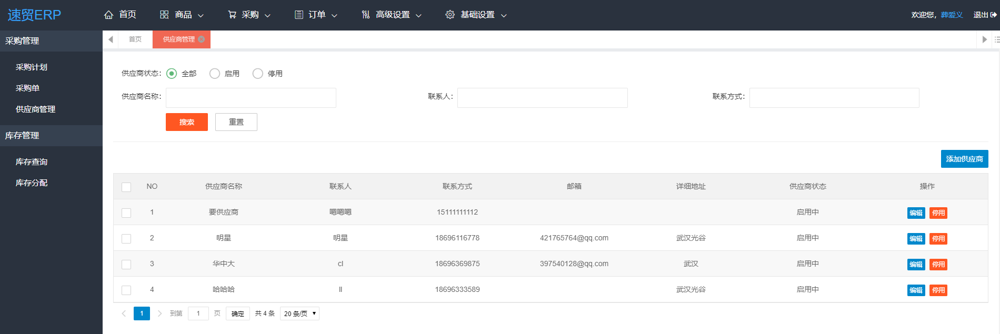 速贸ERP 首页 商品 采购 订单 高级设置 基础设置 欢迎您，葬爱义 退出
采购管理
采购计划
采购单
供应商管理
库存管理
库存查询
库存分配
首页 供应商管理
供应商状态： 全部 启用 停用
供应商名称： 联系人： 联系方式：
搜索 重置
添加供应商
NO 供应商名称 联系人 联系方式 邮箱 详细地址 供应商状态 操作
1 要供应商 嗯嗯嗯 15111111112 启用中 编辑 停用
2 明星 明星 18696116778 421765764@qq.com 武汉光谷 启用中 编辑 停用
3 华中大 cl 18696369875 397540128@qq.com 武汉 启用中 编辑 停用
4 哈哈哈 ll 18696333589 武汉光谷 启用中 编辑 停用
1 到第 1 页 确定 共 4 条 20 条/页